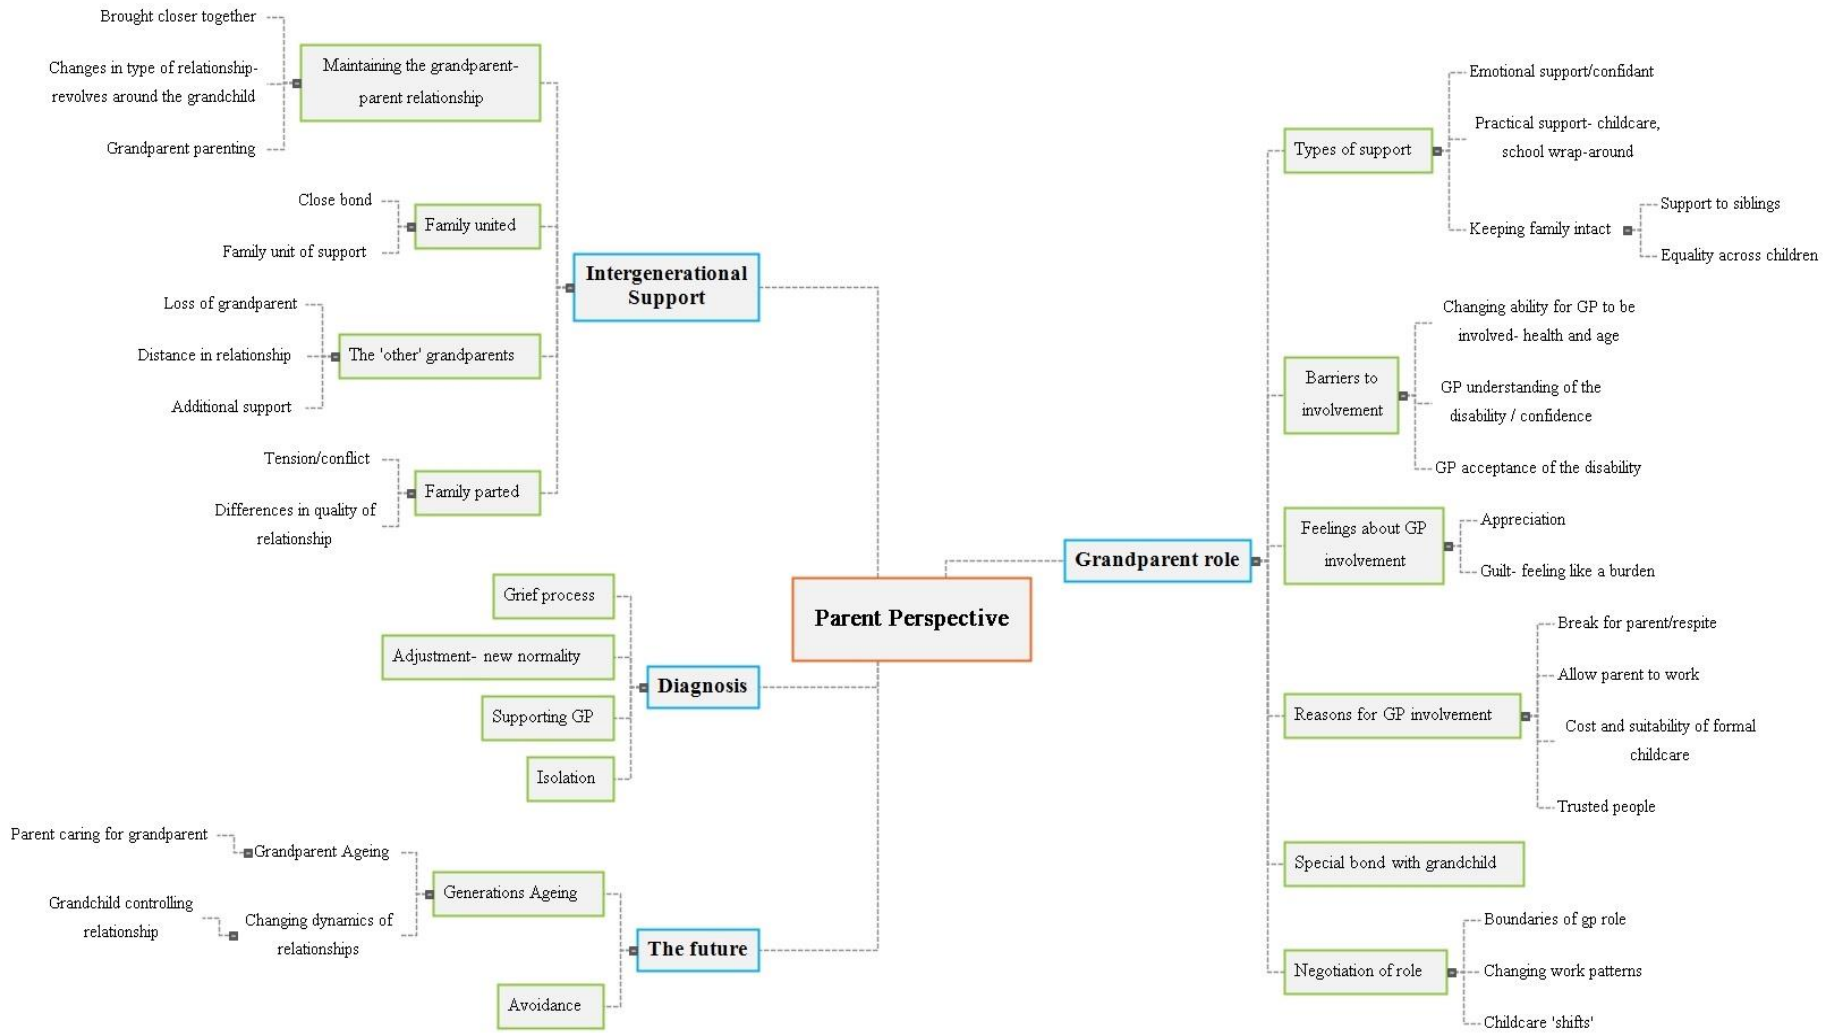 Brought closer together
Changes in type of relationship-
revolves around the grandchild
Grandparent parenting
Maintaining the grandparent-
parent relationship
Close bond
Family unit of support
Family united
Loss of grandparent
Distance in relationship
Additional support
The 'other' grandparents
Tension/conflict
Differences in quality of
relationship
Family parted
Intergenerational
Support
Grief process
Adjustment- new normality
Supporting GP
Isolation
Diagnosis
Parent caring for grandparent
Grandparent Ageing
Grandchild controlling
relationship
Changing dynamics of
relationships
Generations Ageing
Avoidance
The future
Parent Perspective
Grandparent role
Types of support
Emotional support/confidant
Practical support- childcare,
school wrap-around
Keeping family intact
Support to siblings
Equality across children
Barriers to
involvement
Changing ability for GP to be
involved- health and age
GP understanding of the
disability / confidence
GP acceptance of the disability
Feelings about GP
involvement
Appreciation
Guilt- feeling like a burden
Reasons for GP involvement
Break for parent/respite
Allow parent to work
Cost and suitability of formal
childcare
Trusted people
Special bond with grandchild
Negotiation of role
Boundaries of gp role
Changing work patterns
Childcare 'shifts'